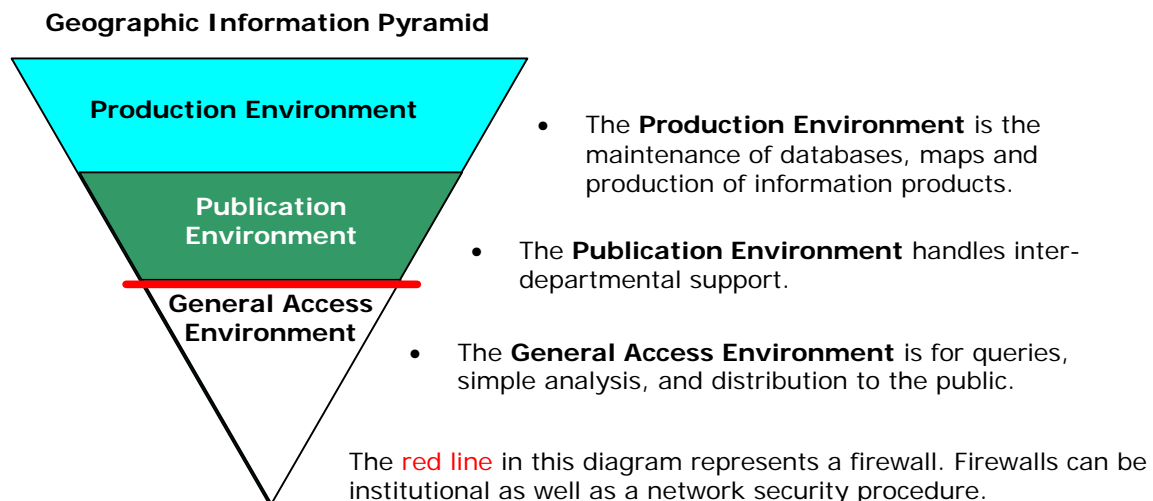 Geographic Information Pyramid
Production Environment
Publication
Environment
General Access
Environment
• The Production Environment is the
maintenance of databases, maps and
production of information products.
• The Publication Environment handles inter-
departmental support.
• The General Access Environment is for queries,
simple analysis, and distribution to the public.
The red line in this diagram represents a firewall. Firewalls can be
institutional as well as a network security procedure.